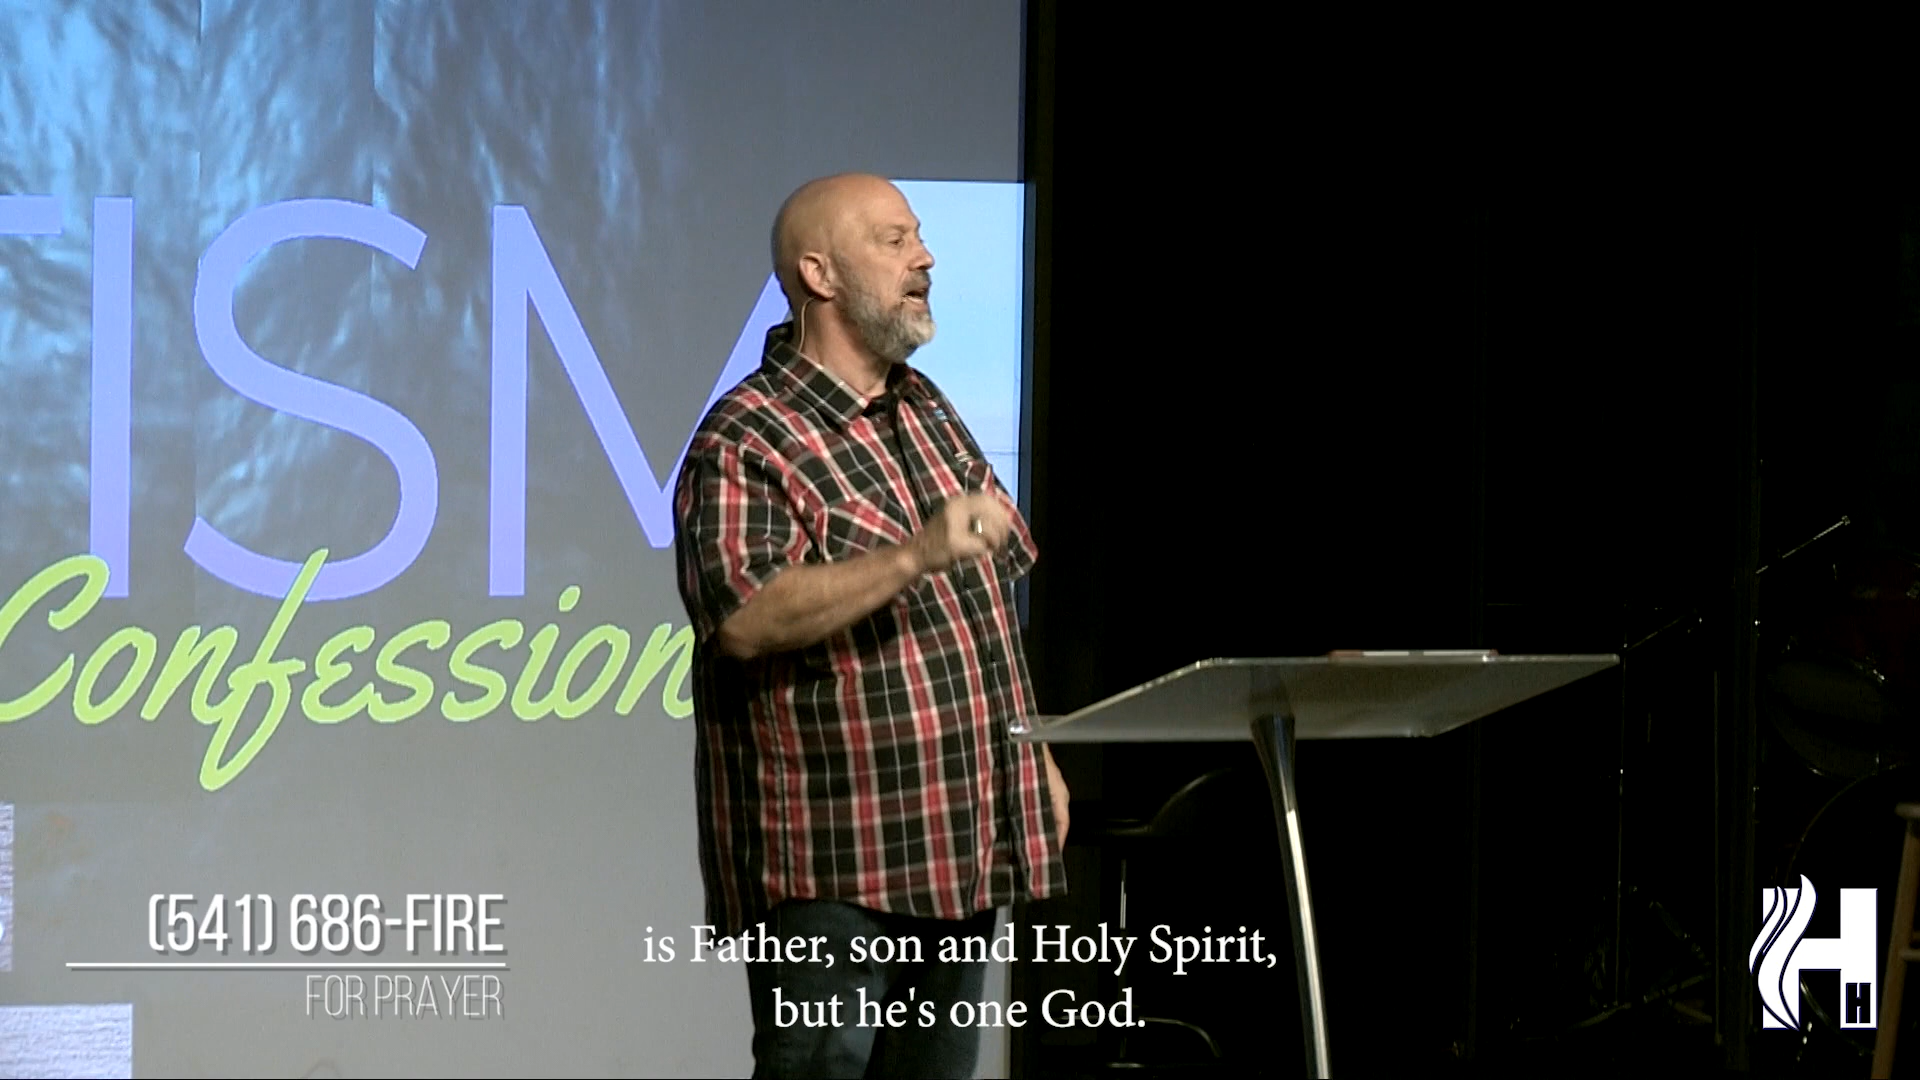 TISM
Confession
(541) 686-FIRE
FOR PRAYER
is Father, son and Holy Spirit,
but he's one God.
H
H